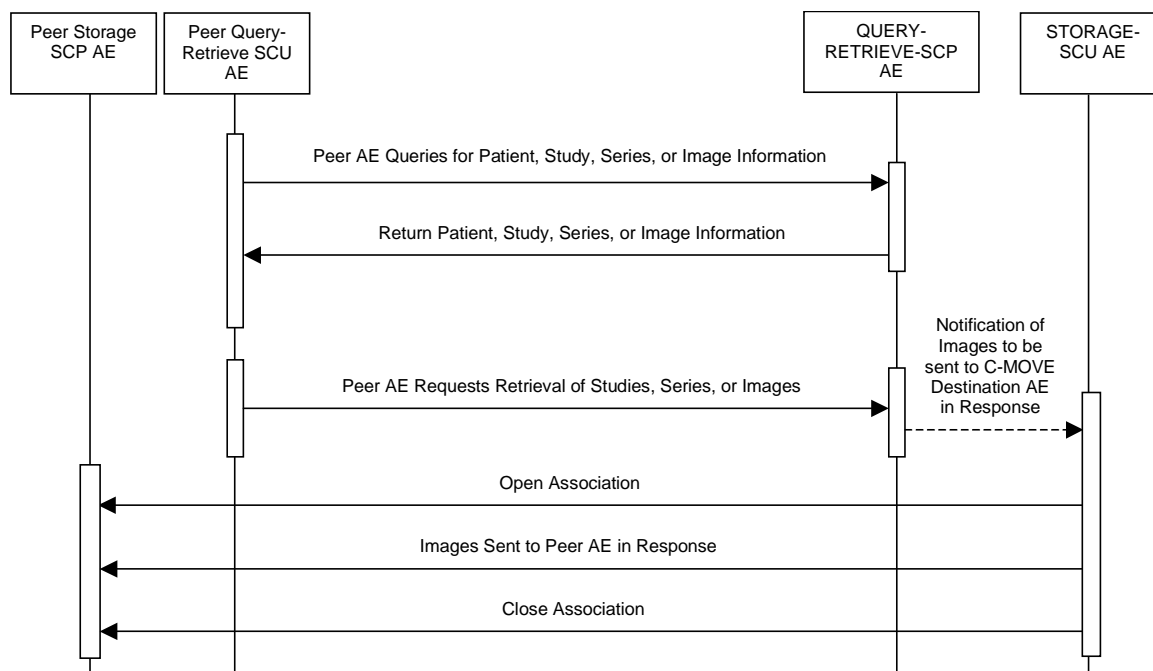 Peer Storage
SCP AE
Peer Query-
Retrieve SCU
AE
QUERY-
RETRIEVE-SCP
AE
STORAGE-
SCU AE
Peer AE Queries for Patient, Study, Series, or Image Information
Return Patient, Study, Series, or Image Information
Notification of
Images to be
sent to C-MOVE
Destination AE
in Response
Peer AE Requests Retrieval of Studies, Series, or Images
Open Association
Images Sent to Peer AE in Response
Close Association